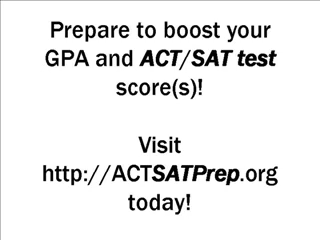 Prepare to boost your
GPA and ACT/SAT test
score(s)!
Visit
http://ACTSATPrep.org
today!